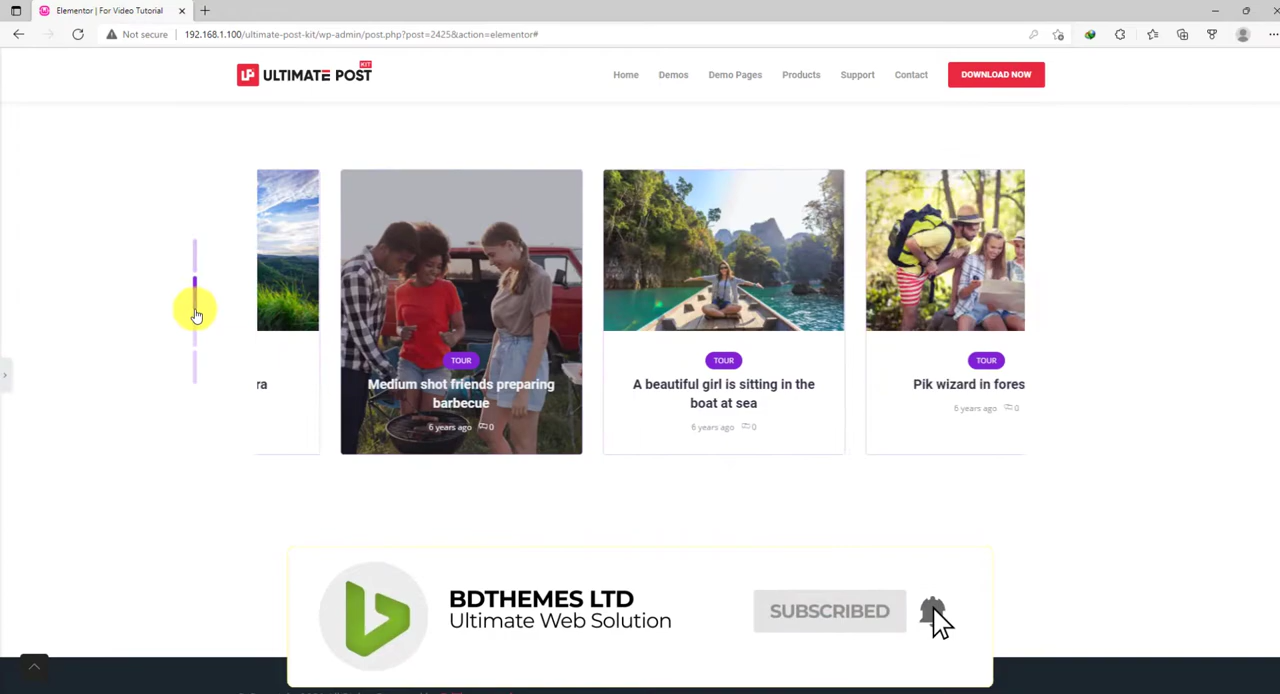 Elementor | For Video Tutorial
Not secure 192.168.1.100/ultimate-post-kit/wp-admin/post.php?post=2425&action=elementor#
UP ULTIMATE POST KIT
Home Demos Demo Pages Products Support Contact DOWNLOAD NOW
ra
TOUR
Medium shot friends preparing
barbecue
6 years ago 0
TOUR
A beautiful girl is sitting in the
boat at sea
6 years ago 0
TOUR
Pik wizard in fores
6 years ago 0
BDTHEMES LTD
Ultimate Web Solution
SUBSCRIBED